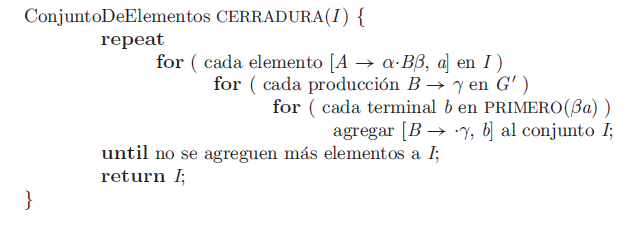 ConjuntoDeElementos CERRADURA(I) {
repeat
for ( cada elemento [A → α·Bβ, a] en I )
for ( cada producción B → γ en G′ )
for ( cada terminal b en PRIMERO(βa) )
agregar [B → ·γ, b] al conjunto I;
until no se agreguen más elementos a I;
return I;
}